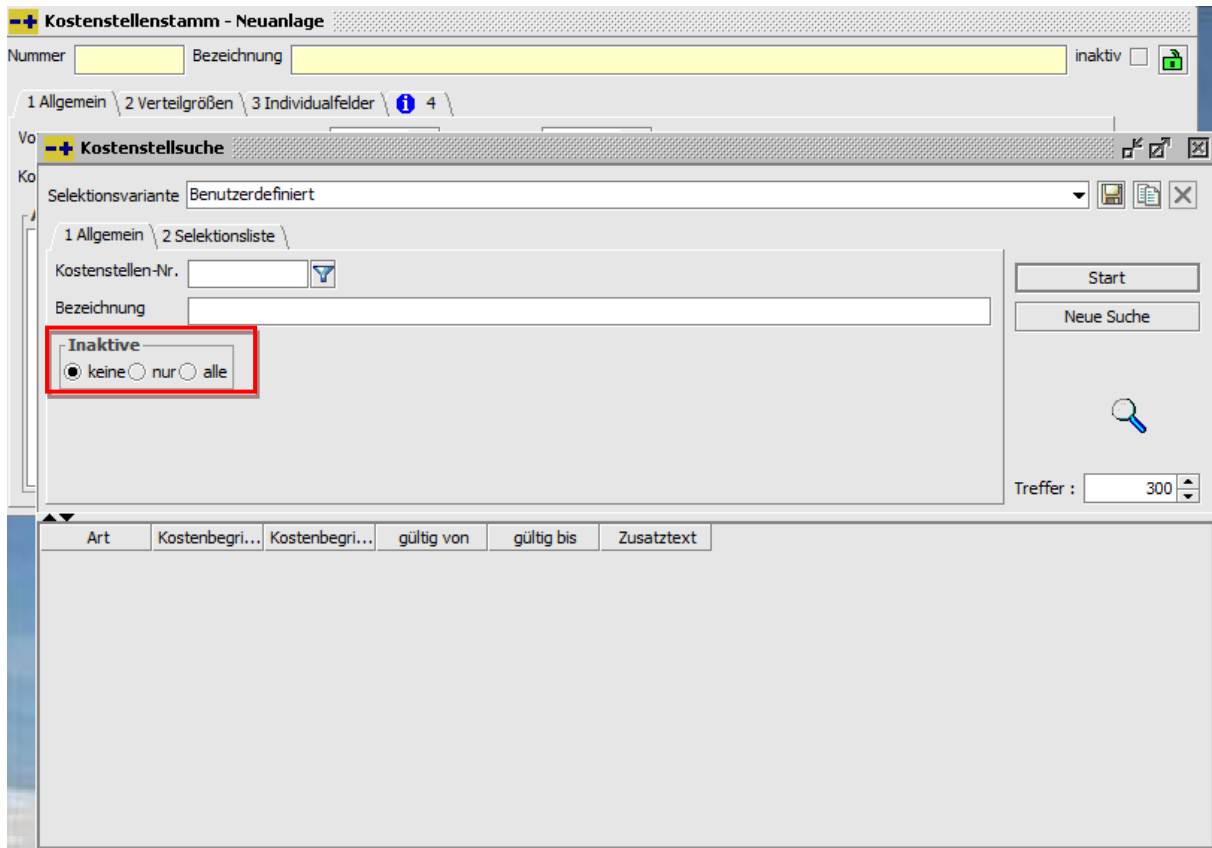 Kostenstellenstamm - Neuanlage
Nummer Bezeichnung inaktiv
1 Allgemein 2 Verteilgrößen 3 Individualfelder 4
Vo
Kostenstellsuche
Ko
Selektionsvariante Benutzerdefiniert
1 Allgemein 2 Selektionsliste
Kostenstellen-Nr. Start
Bezeichnung Neue Suche
Inaktive
keine nur alle
Treffer : 300
Art Kostenbegri... Kostenbegri... gültig von gültig bis Zusatztext